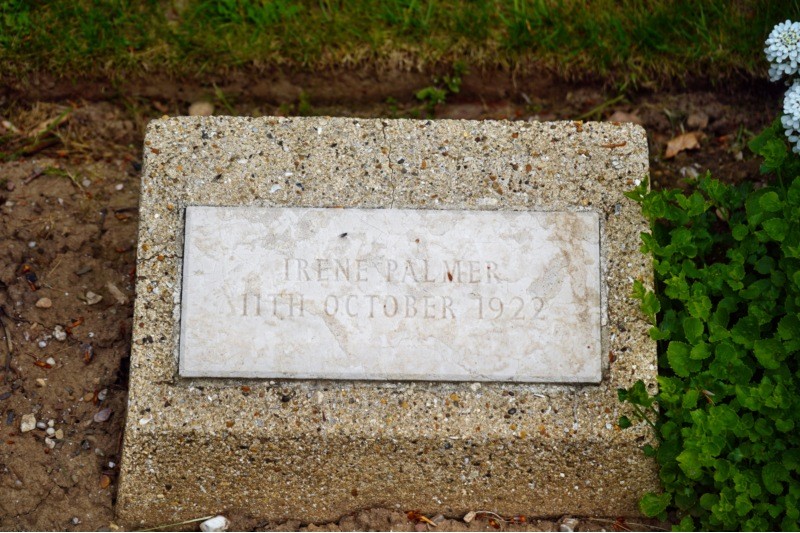 IRENE PALMER
11TH OCTOBER 1922